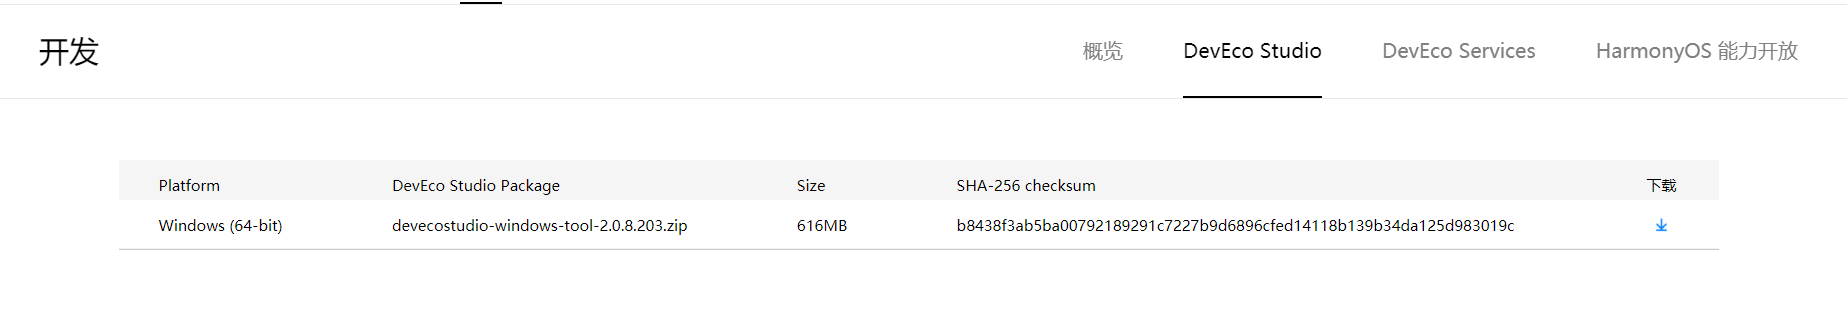 开发
概览 DevEco Studio DevEco Services HarmonyOS 能力开放
Platform DevEco Studio Package Size SHA-256 checksum 下载
Windows (64-bit) devecostudio-windows-tool-2.0.8.203.zip 616MB b8438f3ab5ba00792189291c7227b9d6896cfed14118b139b34da125d983019c